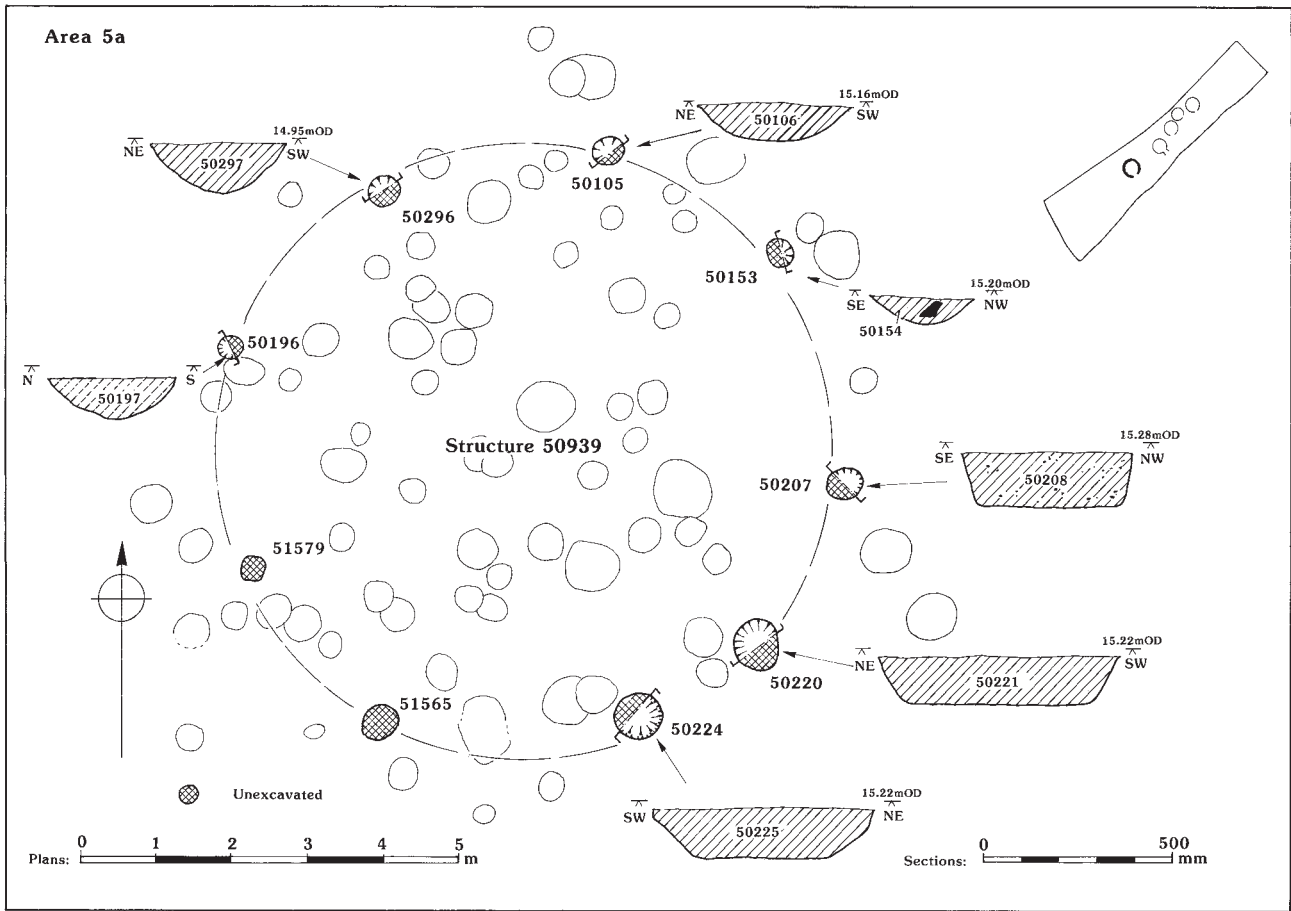 Area 5a
NE
14.95mOD
SW
50297
50296
NE
15.16mOD
SW
50106
50105
50153
SE
15.20mOD
NW
50154
50196
N
S
50197
Structure 50939
50207
SE
15.28mOD
NW
50208
51579
51565
50220
NE
15.22mOD
SW
50221
50224
SW
15.22mOD
NE
50225
Unexcavated
Plans: 0 1 2 3 4 5 m
Sections: 0 500 mm